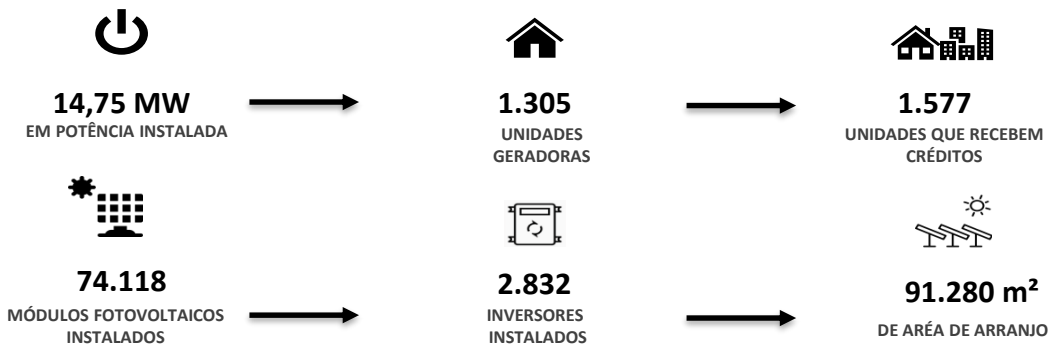 14,75 MW
EM POTÊNCIA INSTALADA
1.305
UNIDADES
GERADORAS
1.577
UNIDADES QUE RECEBEM
CRÉDITOS
74.118
MÓDULOS FOTOVOLTAICOS
INSTALADOS
2.832
INVERSORES
INSTALADOS
91.280 m²
DE ARÉA DE ARRANJO